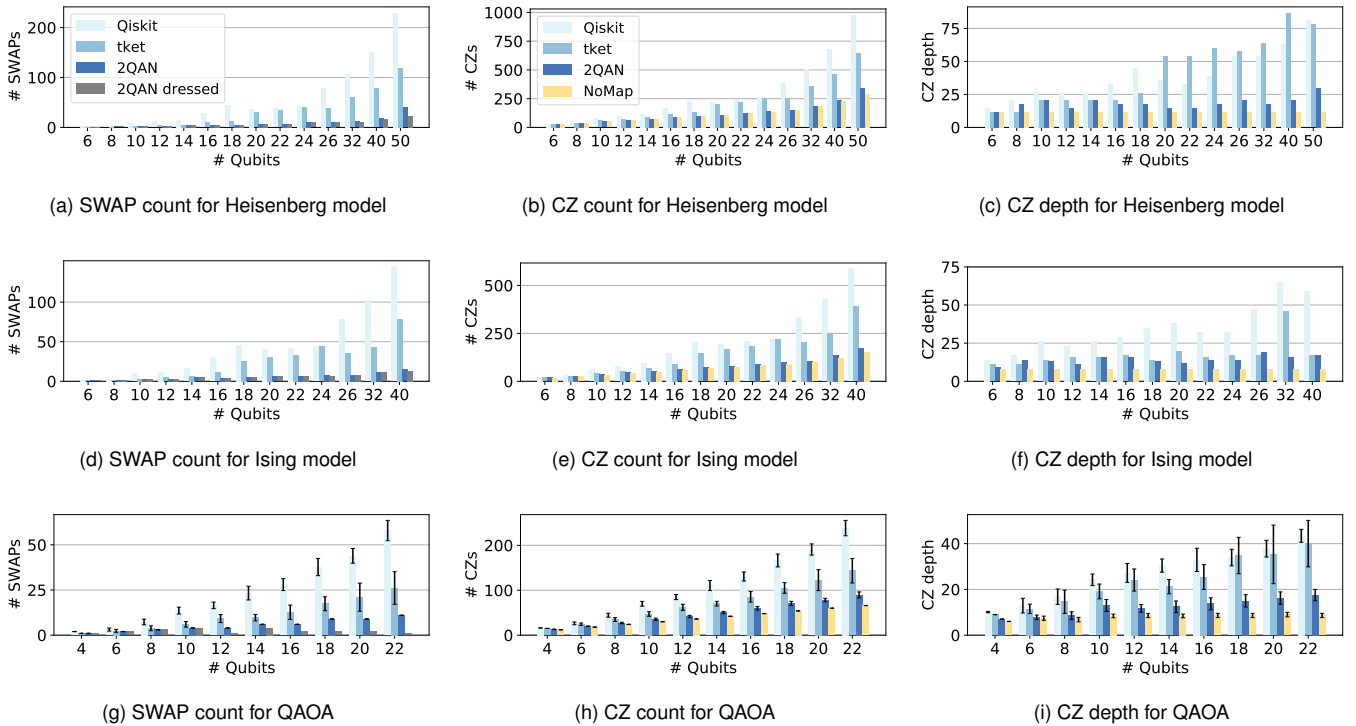 # SWAPs
200
100
0
Qiskit
tket
2QAN
2QAN dressed
6 8 10 12 14 16 18 20 22 24 26 32 40 50
# Qubits
(a) SWAP count for Heisenberg model
# CZs
1000
750
500
250
0
Qiskit
tket
2QAN
NoMap
6 8 10 12 14 16 18 20 22 24 26 32 40 50
# Qubits
(b) CZ count for Heisenberg model
CZ depth
75
50
25
0
6 8 10 12 14 16 18 20 22 24 26 32 40 50
# Qubits
(c) CZ depth for Heisenberg model
# SWAPs
100
50
0
6 8 10 12 14 16 18 20 22 24 26 32 40
# Qubits
(d) SWAP count for Ising model
# CZs
500
250
0
6 8 10 12 14 16 18 20 22 24 26 32 40
# Qubits
(e) CZ count for Ising model
CZ depth
75
50
25
0
6 8 10 12 14 16 18 20 22 24 26 32 40
# Qubits
(f) CZ depth for Ising model
# SWAPs
50
25
0
4 6 8 10 12 14 16 18 20 22
# Qubits
(g) SWAP count for QAOA
# CZs
200
100
0
4 6 8 10 12 14 16 18 20 22
# Qubits
(h) CZ count for QAOA
CZ depth
40
20
0
4 6 8 10 12 14 16 18 20 22
# Qubits
(i) CZ depth for QAOA